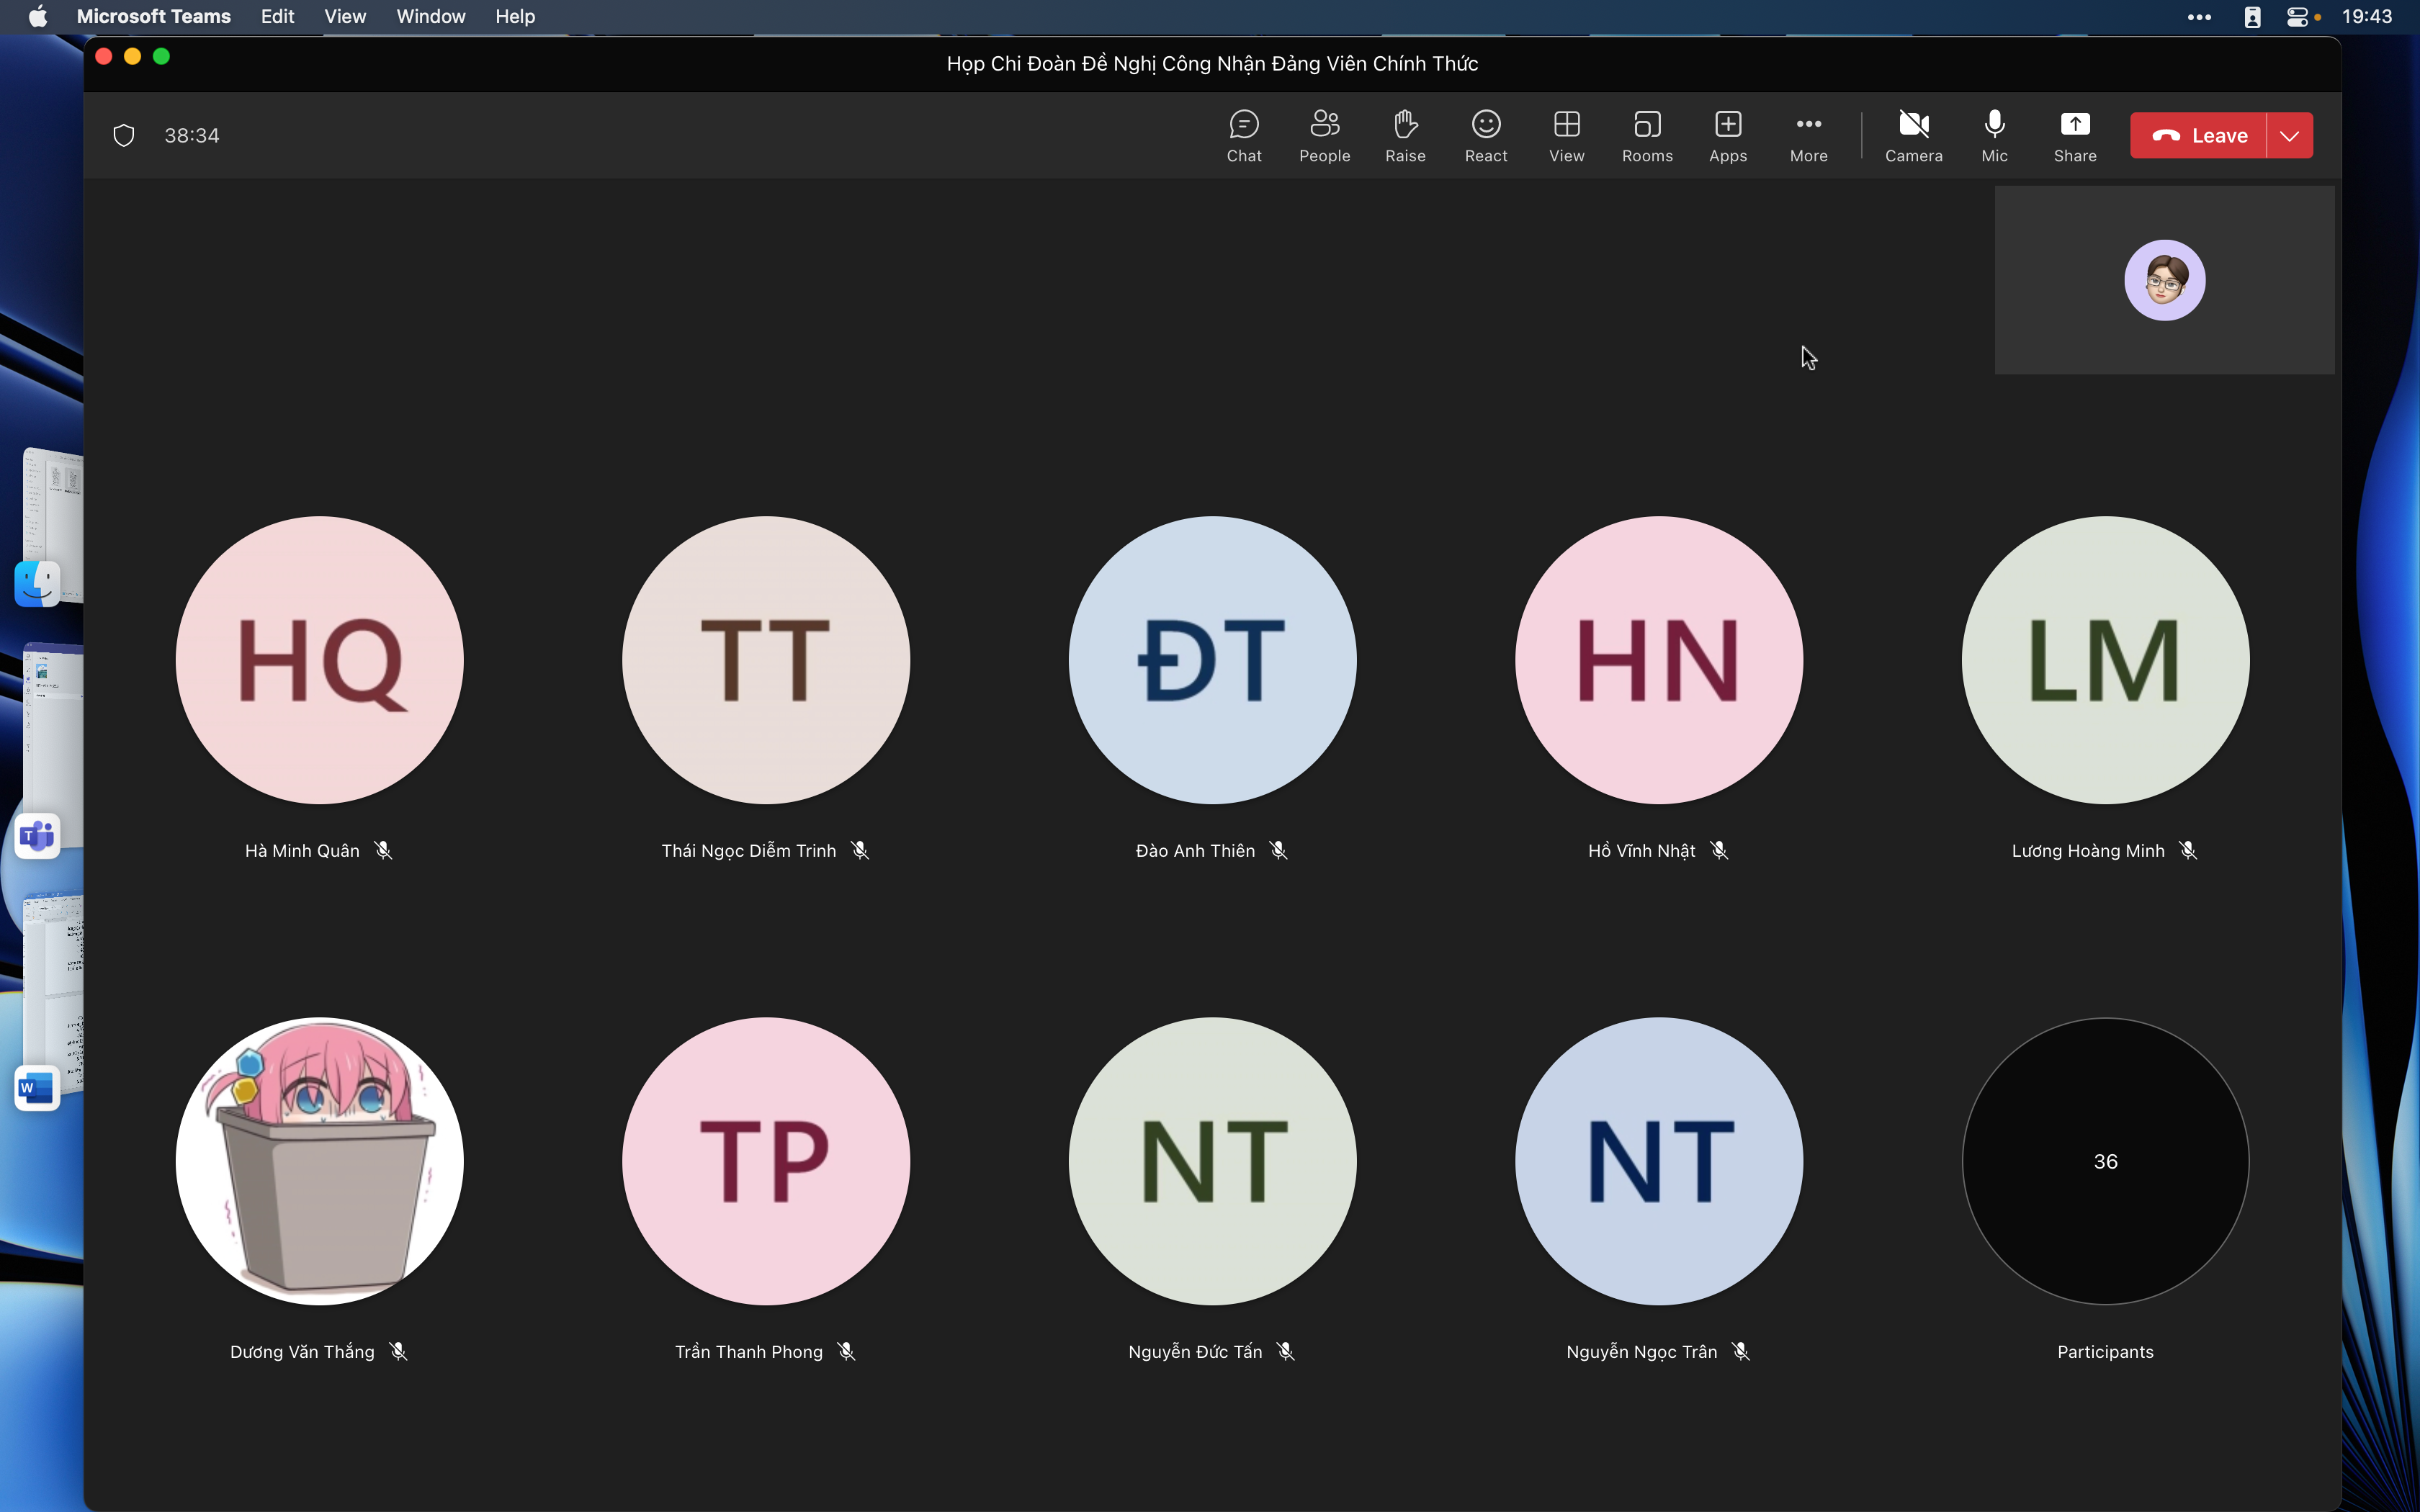 Microsoft Teams Edit View Window Help 19:43
Họp Chi Đoàn Đề Nghị Công Nhận Đảng Viên Chính Thức
38:34
Chat People Raise React View Rooms Apps More Camera Mic Share Leave
HQ TT ĐT HN LM
Hà Minh Quân Thái Ngọc Diễm Trinh Đào Anh Thiên Hồ Vĩnh Nhật Lương Hoàng Minh
TP NT NT 36
Dương Văn Thắng Trần Thanh Phong Nguyễn Đức Tấn Nguyễn Ngọc Trân Participants
T
W